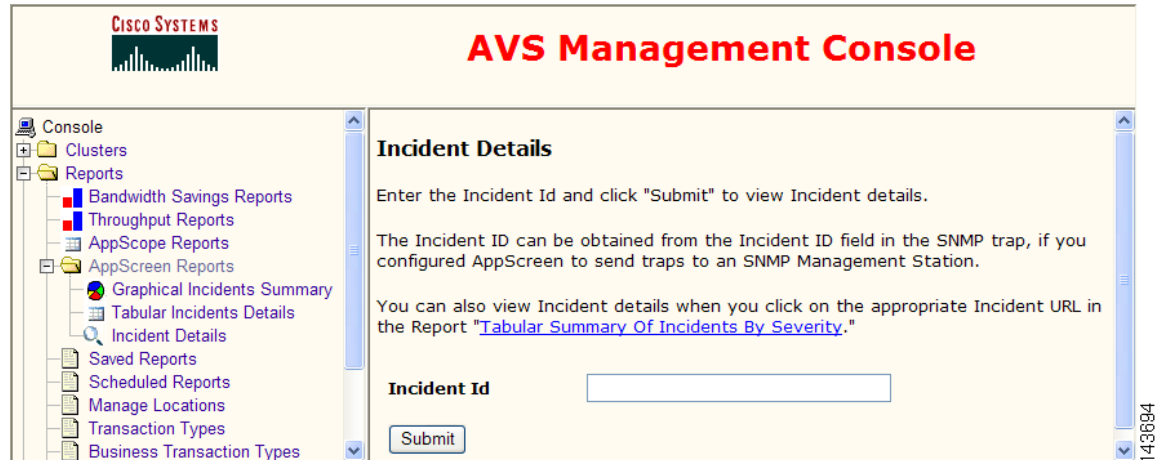 CISCO SYSTEMS
AVS Management Console
Console
Clusters
Reports
Bandwidth Savings Reports
Throughput Reports
AppScope Reports
AppScreen Reports
Graphical Incidents Summary
Tabular Incidents Details
Incident Details
Saved Reports
Scheduled Reports
Manage Locations
Transaction Types
Business Transaction Types
Incident Details
Enter the Incident Id and click "Submit" to view Incident details.
The Incident ID can be obtained from the Incident ID field in the SNMP trap, if you
configured AppScreen to send traps to an SNMP Management Station.
You can also view Incident details when you click on the appropriate Incident URL in
the Report "Tabular Summary Of Incidents By Severity."
Incident Id
Submit
143694